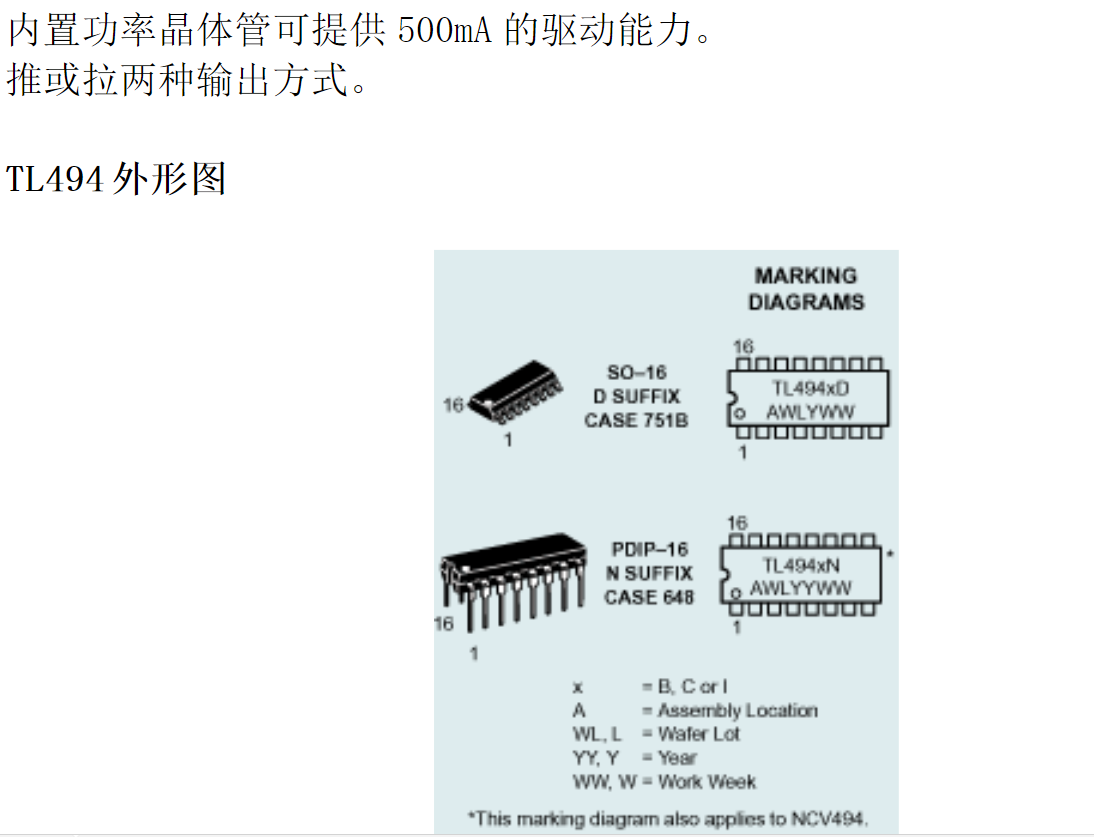 内置功率晶体管可提供 500mA 的驱动能力。
推或拉两种输出方式。
TL494 外形图
MARKING
DIAGRAMS
16
SO–16
D SUFFIX
CASE 751B
16
1
TL494xD
AWLYWW
1
16
PDIP–16
N SUFFIX
CASE 648
*
TL494xN
AWLYYWW
16
1
1
x = B, C or I
A = Assembly Location
WL, L = Wafer Lot
YY, Y = Year
WW, W = Work Week
*This marking diagram also applies to NCV494.